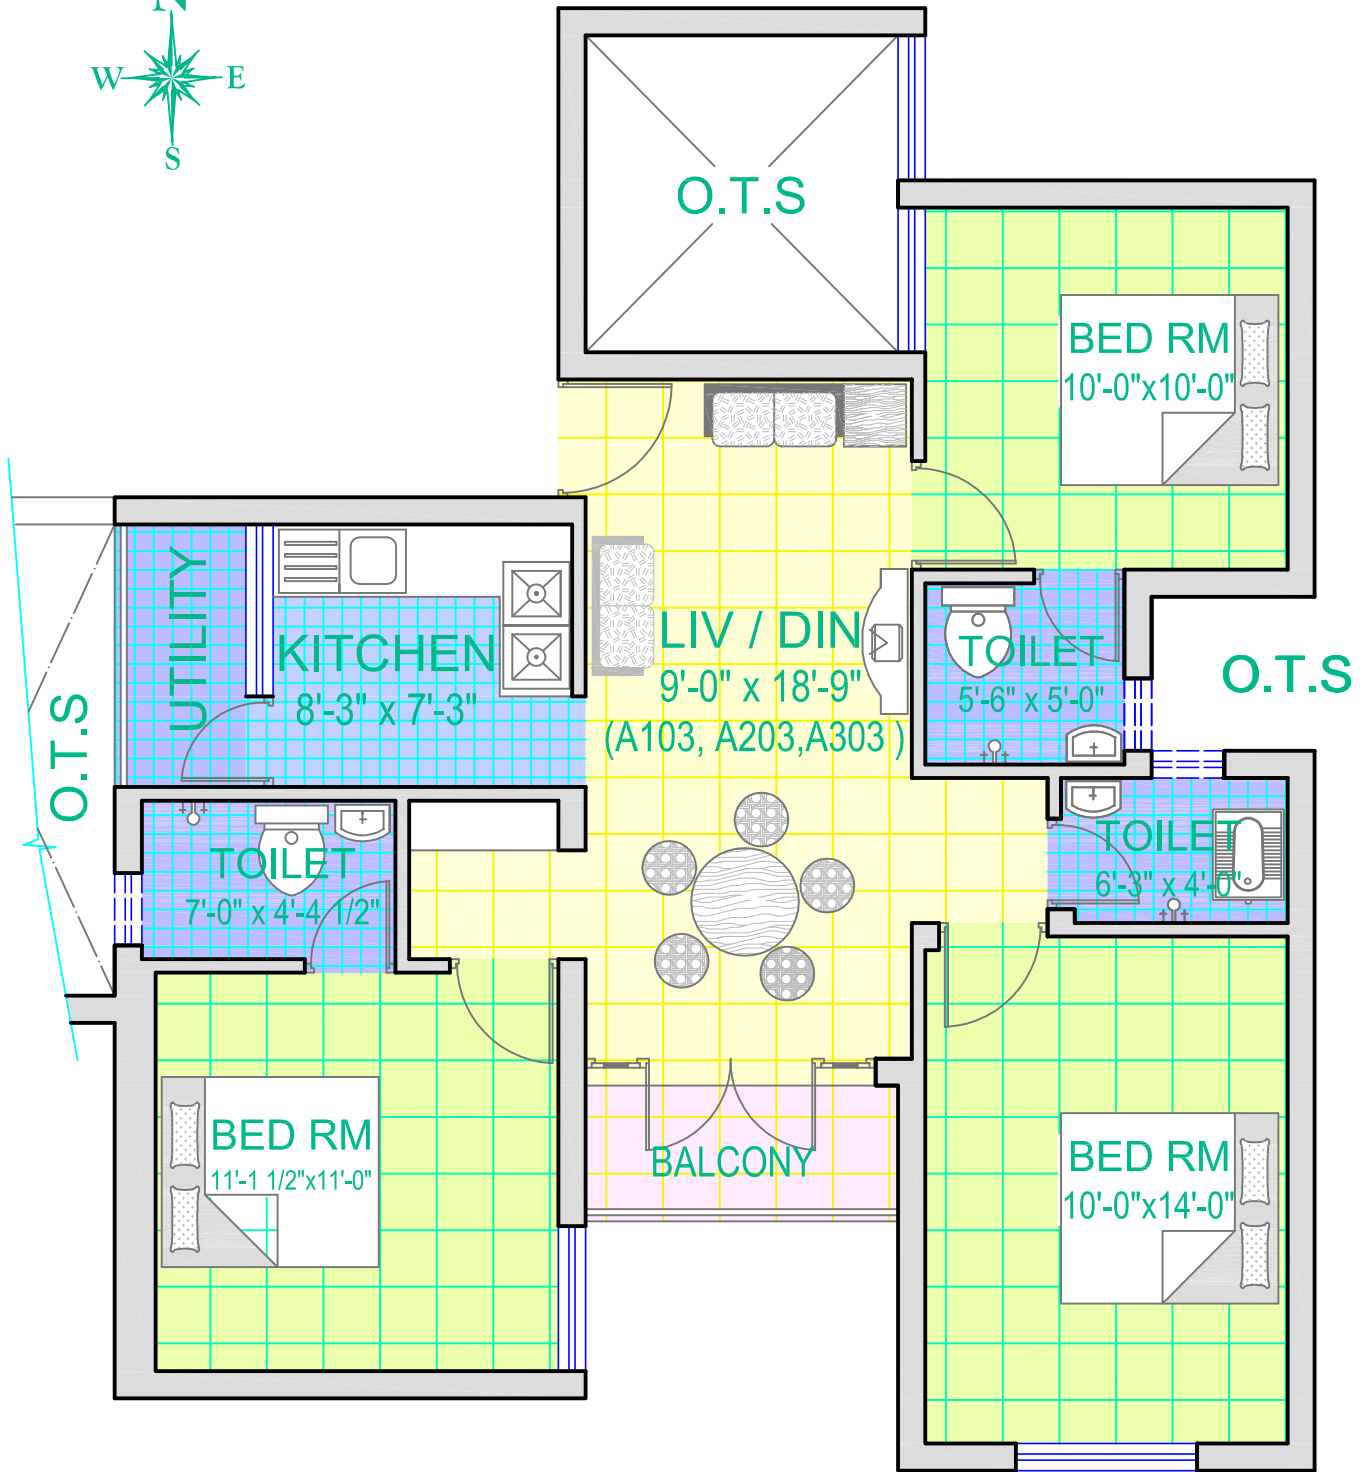 N
W E
S
O.T.S
BED RM
10'-0"x10'-0"
UTILITY
KITCHEN
8'-3" x 7'-3"
LIV / DIN
9'-0" x 18'-9"
(A103, A203,A303 )
TOILET
5'-6" x 5'-0"
O.T.S
O.T.S
TOILET
7'-0" x 4'-4 1/2"
TOILET
6'-3" x 4'-0"
BED RM
11'-1 1/2"x11'-0"
BALCONY
BED RM
10'-0"x14'-0"